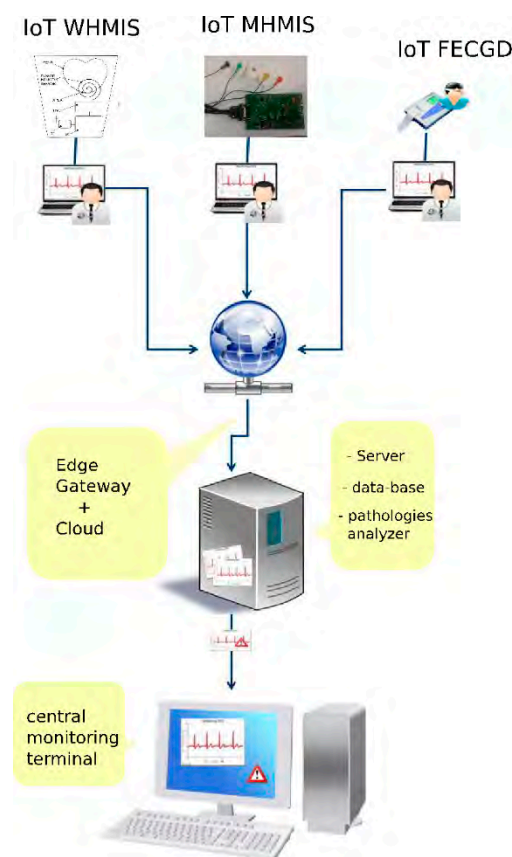 IoT WHMIS
IoT MHMIS
IoT FECGD
Edge
Gateway
+
Cloud
- Server
- data-base
- pathologies
analyzer
central
monitoring
terminal